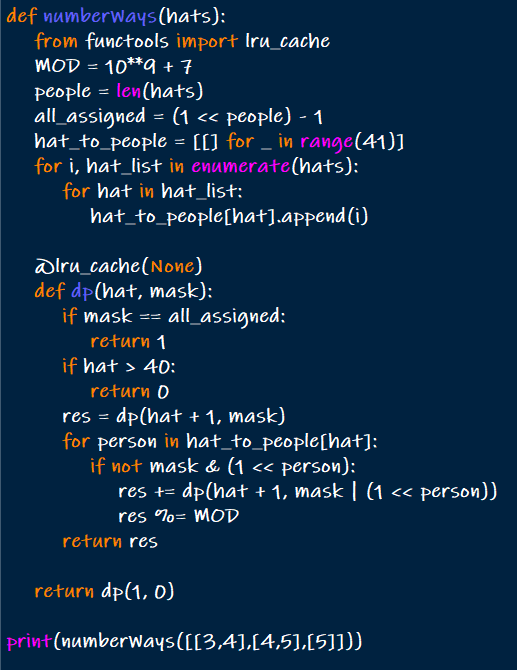 def numberWays(hats):
    from functools import lru_cache
    MOD = 10**9 + 7
    people = len(hats)
    all_assigned = (1 << people) - 1
    hat_to_people = [[] for _ in range(41)]
    for i, hat_list in enumerate(hats):
        for hat in hat_list:
            hat_to_people[hat].append(i)

    @lru_cache(None)
    def dp(hat, mask):
        if mask == all_assigned:
            return 1
        if hat > 40:
            return 0
        res = dp(hat + 1, mask)
        for person in hat_to_people[hat]:
            if not mask & (1 << person):
                res += dp(hat + 1, mask | (1 << person))
                res %= MOD
        return res

    return dp(1, 0)

print(numberWays([[3,4],[4,5],[5]]))